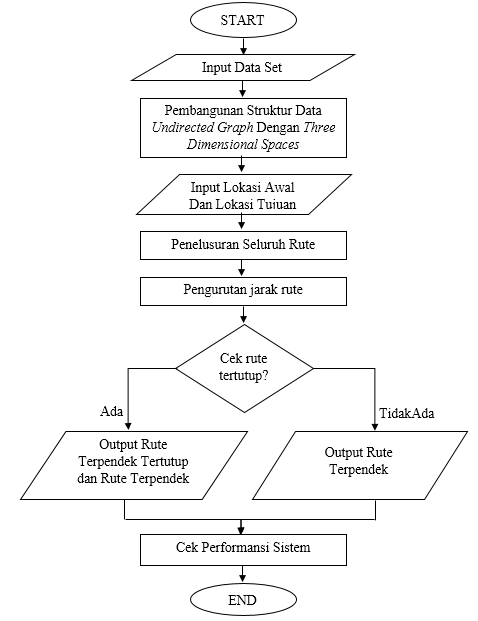 START
Input Data Set
Pembangunan Struktur Data
Undirected Graph Dengan Three
Dimensional Spaces
Input Lokasi Awal
Dan Lokasi Tujuan
Penelusuran Seluruh Rute
Pengurutan jarak rute
Cek rute
tertutup?
Ada
TidakAda
Output Rute
Terpendek Tertutup
dan Rute Terpendek
Output Rute
Terpendek
Cek Performansi Sistem
END